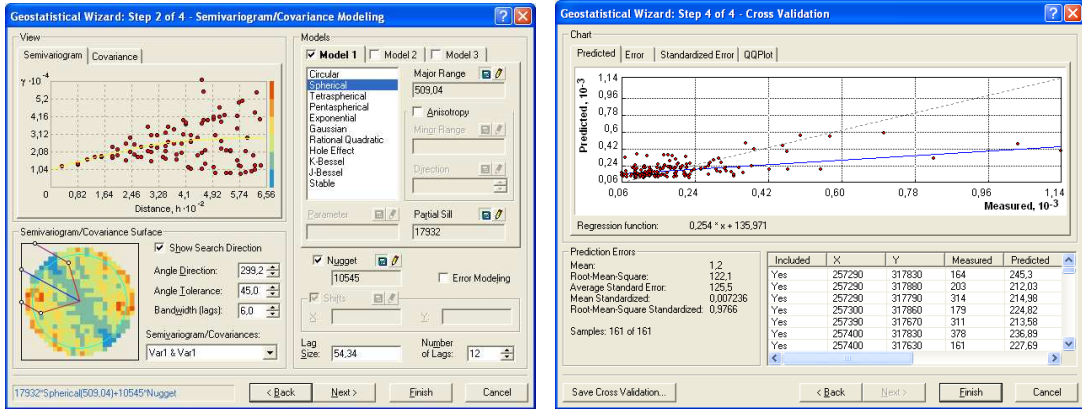 Geostatistical Wizard: Step 2 of 4 - Semivariogram/Covariance Modeling
View
Semivariogram Covariance
γ ·10 -4
5,2
4,16
3,12
2,08
1,04
0 0,82 1,64 2,46 3,28 4,1 4,92 5,74 6,56
Distance, h ·10 -2
Semivariogram/Covariance Surface
Show Search Direction
Angle Direction: 299,2
Angle Tolerance: 45,0
Bandwidth (lags): 6,0
Semivariogram/Covariances:
Var1 & Var1
Models
Model 1 Model 2 Model 3
Circular
Spherical
Tetraspherical
Pentaspherical
Exponential
Gaussian
Rational Quadratic
Hole Effect
K-Bessel
J-Bessel
Stable
Major Range
509,04
Anisotropy
Minor Range
Direction
Parameter
Partial Sill
17932
Nugget
10545
Error Modeling
Shifts
X: Y:
Lag Size: 54,34
Number of Lags: 12
17932*Spherical(509,04)+10545*Nugget
< Back Next > Finish Cancel
Geostatistical Wizard: Step 4 of 4 - Cross Validation
Chart
Predicted Error Standardized Error QQPlot
Predicted, 10 -3
1,14
0,96
0,78
0,6
0,42
0,24
0,06
0,06 0,24 0,42 0,60 0,78 0,96 1,14
Measured, 10 -3
Regression function: 0,254 * x + 135,971
Prediction Errors
Mean: 1,2
Root-Mean-Square: 122,1
Average Standard Error: 125,5
Mean Standardized: 0,007236
Root-Mean-Square Standardized: 0,9766
Samples: 161 of 161
Included X Y Measured Predicted
Yes 257290 317830 164 245,3
Yes 257290 317880 203 212,03
Yes 257290 317790 314 214,98
Yes 257300 317860 179 224,82
Yes 257390 317670 311 213,58
Yes 257400 317830 378 236,89
Yes 257400 317630 161 227,69
Save Cross Validation...
< Back Next > Finish Cancel